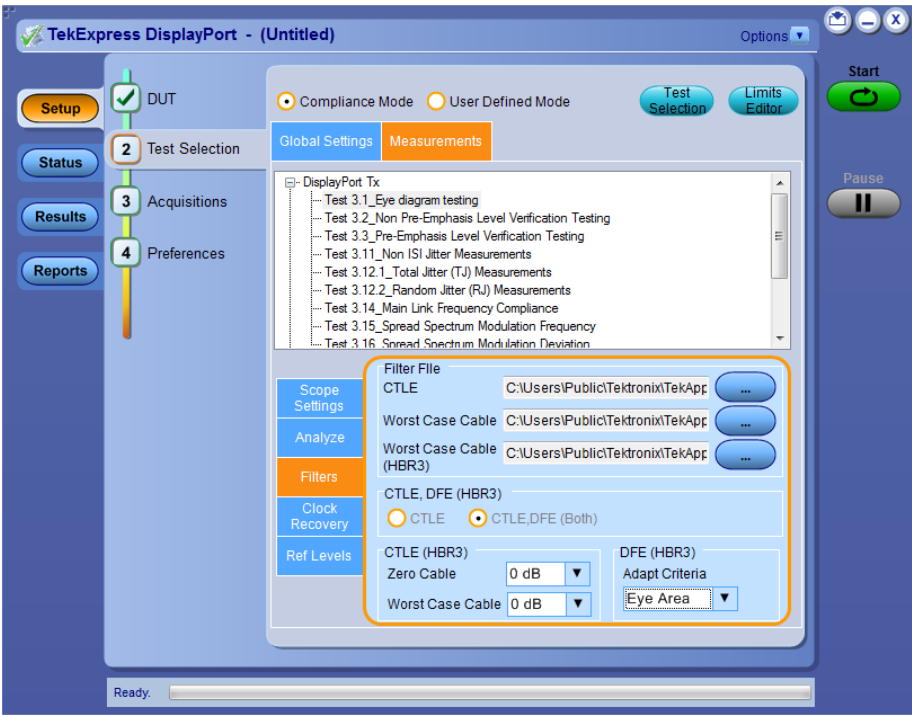 TekExpress DisplayPort - (Untitled)
Options
Start
Setup
Status
Results
Reports
DUT
2 Test Selection
3 Acquisitions
4 Preferences
Compliance Mode User Defined Mode
Test Selection
Limits Editor
Pause
Global Settings Measurements
DisplayPort Tx
Test 3.1_Eye diagram testing
Test 3.2_Non Pre-Emphasis Level Verification Testing
Test 3.3_Pre-Emphasis Level Verification Testing
Test 3.11_Non ISI Jitter Measurements
Test 3.12.1_Total Jitter (TJ) Measurements
Test 3.12.2_Random Jitter (RJ) Measurements
Test 3.14_Main Link Frequency Compliance
Test 3.15_Spread Spectrum Modulation Frequency
Test 3.16_Spread Spectrum Modulation Deviation
Scope
Settings
Analyze
Filters
Clock
Recovery
Ref Levels
Filter FIle
CTLE C:\Users\Public\Tektronix\TekApp ...
Worst Case Cable C:\Users\Public\Tektronix\TekApp ...
Worst Case Cable
(HBR3) C:\Users\Public\Tektronix\TekApp ...
CTLE, DFE (HBR3)
CTLE CTLE,DFE (Both)
CTLE (HBR3)
Zero Cable 0 dB
Worst Case Cable 0 dB
DFE (HBR3)
Adapt Criteria
Eye Area
Ready.